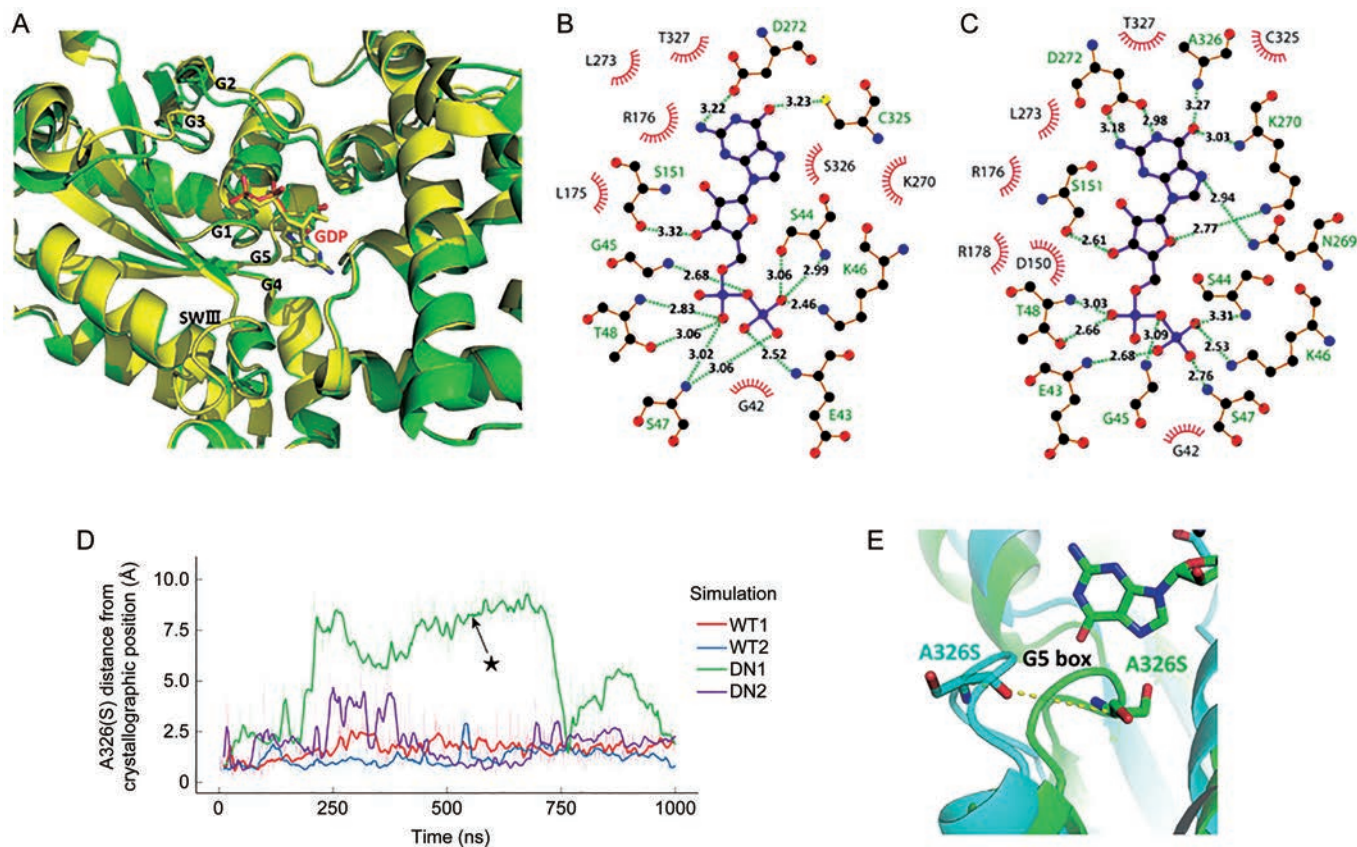 A
G2
G3
G1
G5
GDP
G4
SWIII
B
D272
T327
L273
3.22
3.23
R176
C325
S151
S326
L175
K270
S44
3.32
G45
3.06
2.99
K46
2.68
2.46
2.83
T48
3.06
3.02
2.52
3.06
G42
S47
E43
C
T327
A326
D272
C325
3.27
2.98
L273
3.18
3.03
K270
R176
S151
2.94
2.77
2.61
N269
R178
D150
S44
T48
3.03
3.31
2.66
3.09
2.53
K46
2.68
2.76
E43
G45
S47
G42
D
A326(S) distance from
crystallographic position (Å)
10.0
7.5
5.0
2.5
0
0
250
500
750
1000
Time (ns)
Simulation
WT1
WT2
DN1
DN2
E
A326S
G5 box
A326S